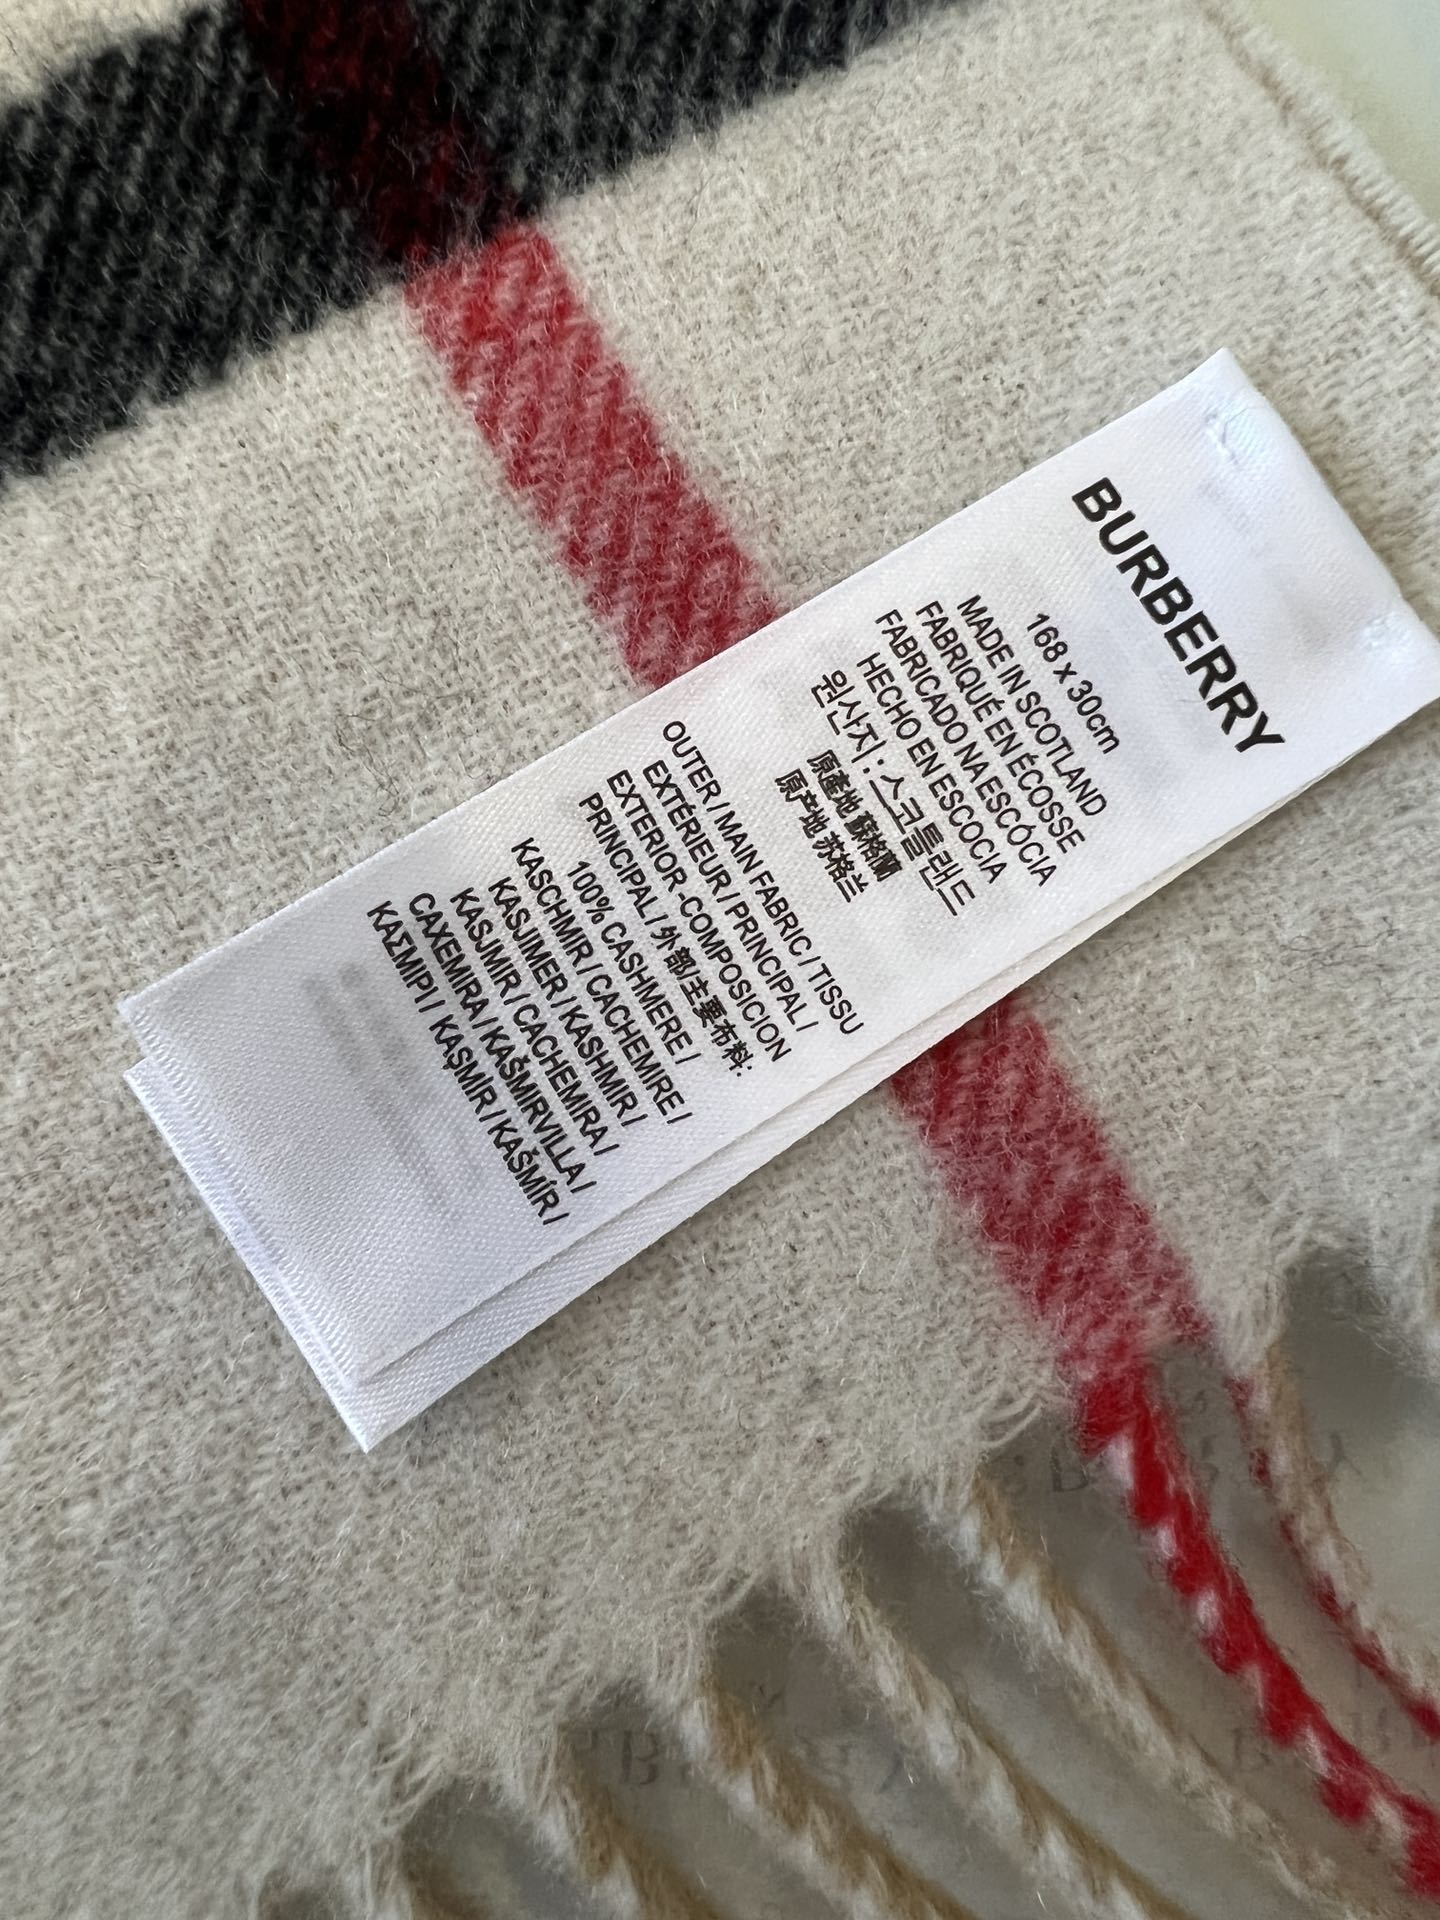 BURBERRY
168 x 30cm
MADE IN SCOTLAND
FABRIQUÉ EN ÉCOSSE
FABRICADO NA ESCÓCIA
HECHO EN ESCOCIA
원산지 : 스코틀랜드
原產地 蘇格蘭
原产地 苏格兰
OUTER / MAIN FABRIC / TISSU
EXTÉRIEUR / PRINCIPAL /
EXTERIOR -COMPOSICION
PRINCIPAL / 外部/主要布料:
100% CASHMERE /
KASCHMIR / CACHEMIRE /
KASJIMER / KASHMIR /
KASJMIR / CACHEMIRA /
CAXEMIRA / KAŠMIRVILLA /
ΚΑΣΜΙΡΙ / KAŞMİR / KAŠMÍR /